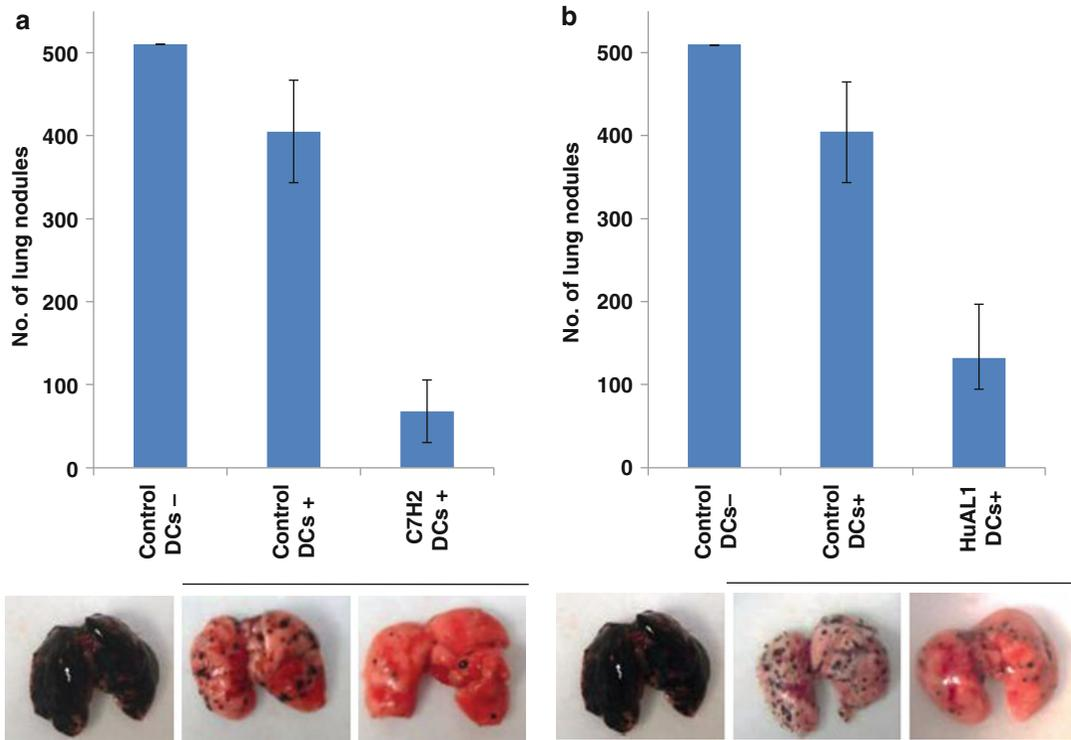 a
No. of lung nodules
500
400
300
200
100
0
Control
DCs –
Control
DCs +
C7H2
DCs +
b
No. of lung nodules
500
400
300
200
100
0
Control
DCs–
Control
DCs+
HuAL1
DCs+